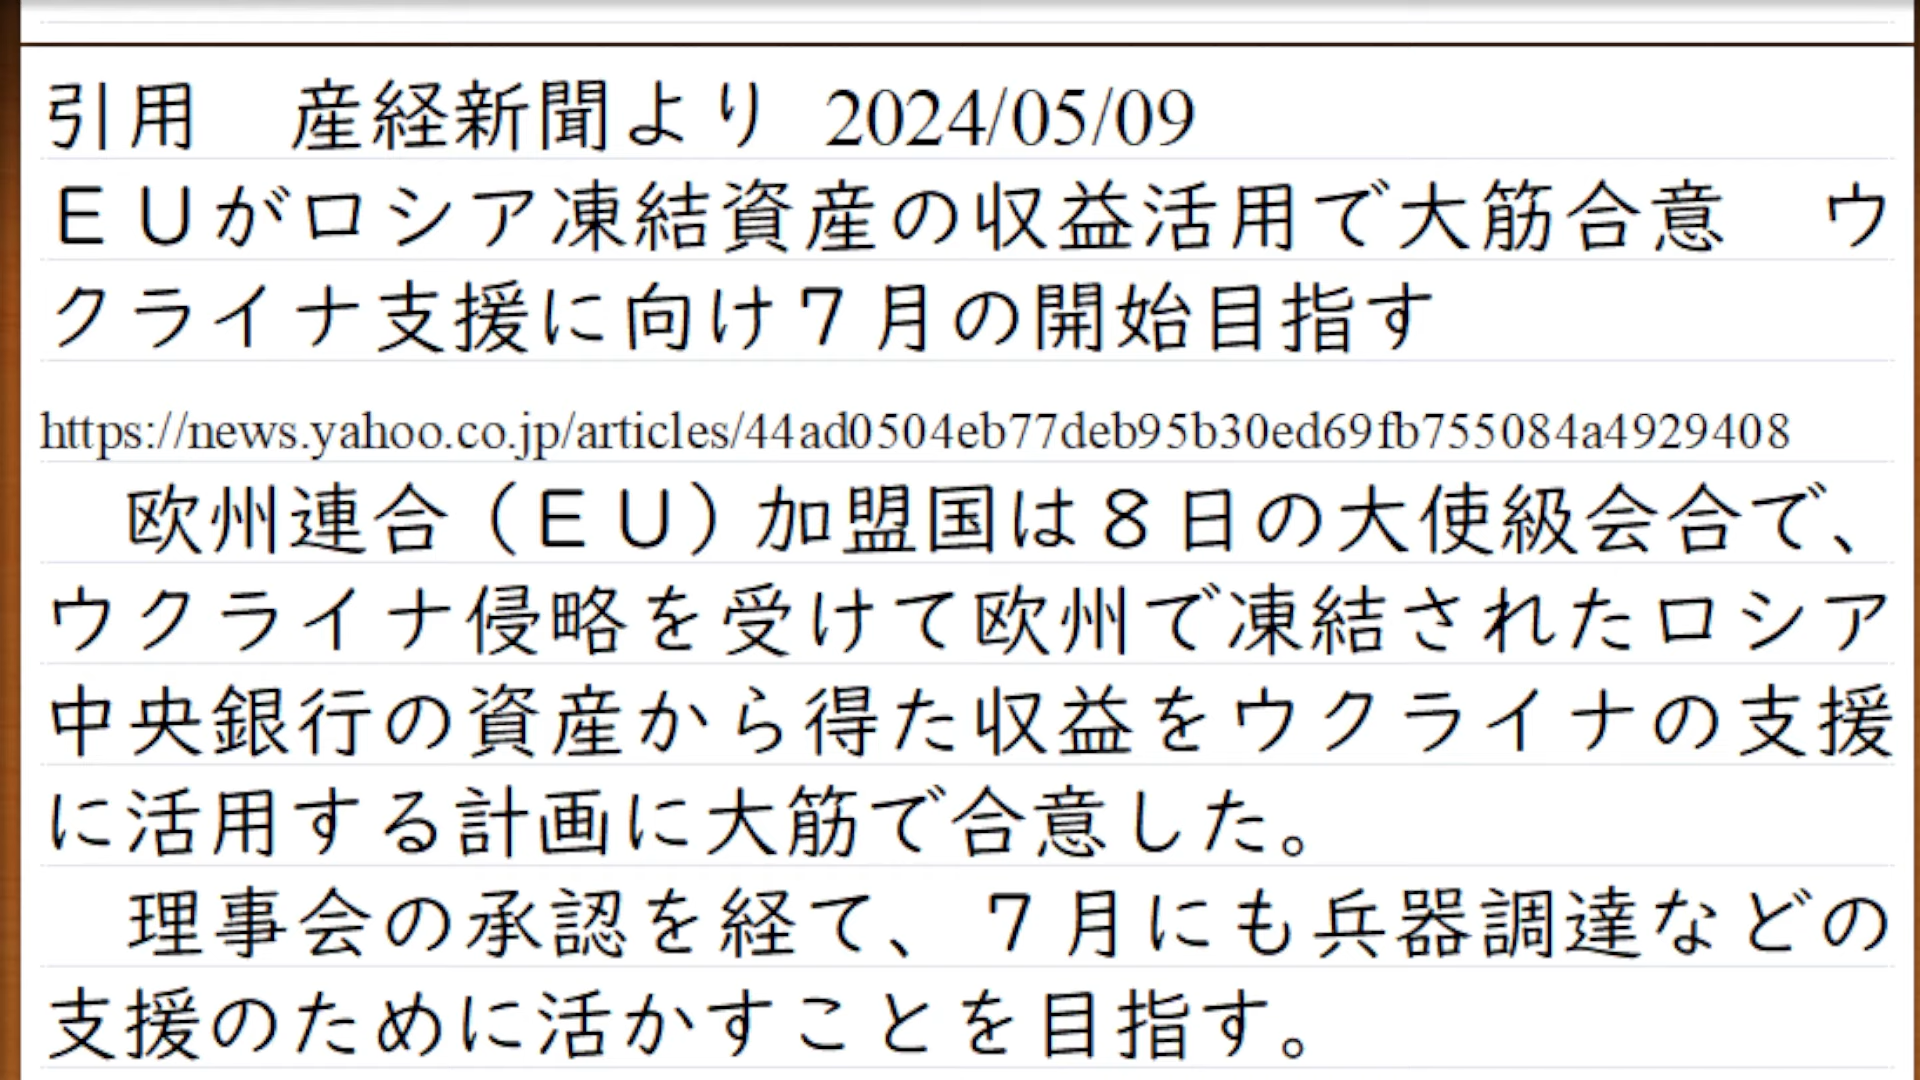 引用　産経新聞より 2024/05/09
ＥＵがロシア凍結資産の収益活用で大筋合意　ウ
クライナ支援に向け７月の開始目指す
https://news.yahoo.co.jp/articles/44ad0504eb77deb95b30ed69fb755084a4929408
　欧州連合（ＥＵ）加盟国は８日の大使級会合で、
ウクライナ侵略を受けて欧州で凍結されたロシア
中央銀行の資産から得た収益をウクライナの支援
に活用する計画に大筋で合意した。
　理事会の承認を経て、７月にも兵器調達などの
支援のために活かすことを目指す。